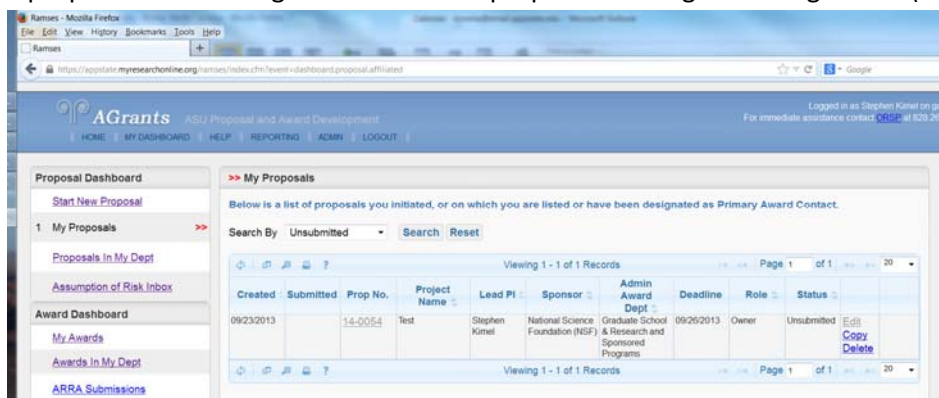 Ramses - Mozilla Firefox
File Edit View History Bookmarks Tools Help
Ramses +
https://appstate.myresearchonline.org/ramses/index.cfm?event=dashboard.proposal.affiliated
Google
AGrants ASU Proposal and Award Development
Logged in as Stephen Kimel on
For immediate assistance contact ORSP at 828.26
HOME | MY DASHBOARD | HELP | REPORTING | ADMIN | LOGOUT |
Proposal Dashboard
Start New Proposal
1 My Proposals >>
Proposals In My Dept
Assumption of Risk Inbox
Award Dashboard
My Awards
Awards In My Dept
ARRA Submissions
>> My Proposals
Below is a list of proposals you initiated, or on which you are listed or have been designated as Primary Award Contact.
Search By Unsubmitted Search Reset
Viewing 1 - 1 of 1 Records Page 1 of 1 20
Created Submitted Prop No. Project Name Lead PI Sponsor Admin Award Dept Deadline Role Status
09/23/2013 14-0054 Test Stephen Kimel National Science Foundation (NSF) Graduate School & Research and Sponsored Programs 09/26/2013 Owner Unsubmitted Edit
Copy
Delete
Viewing 1 - 1 of 1 Records Page 1 of 1 20